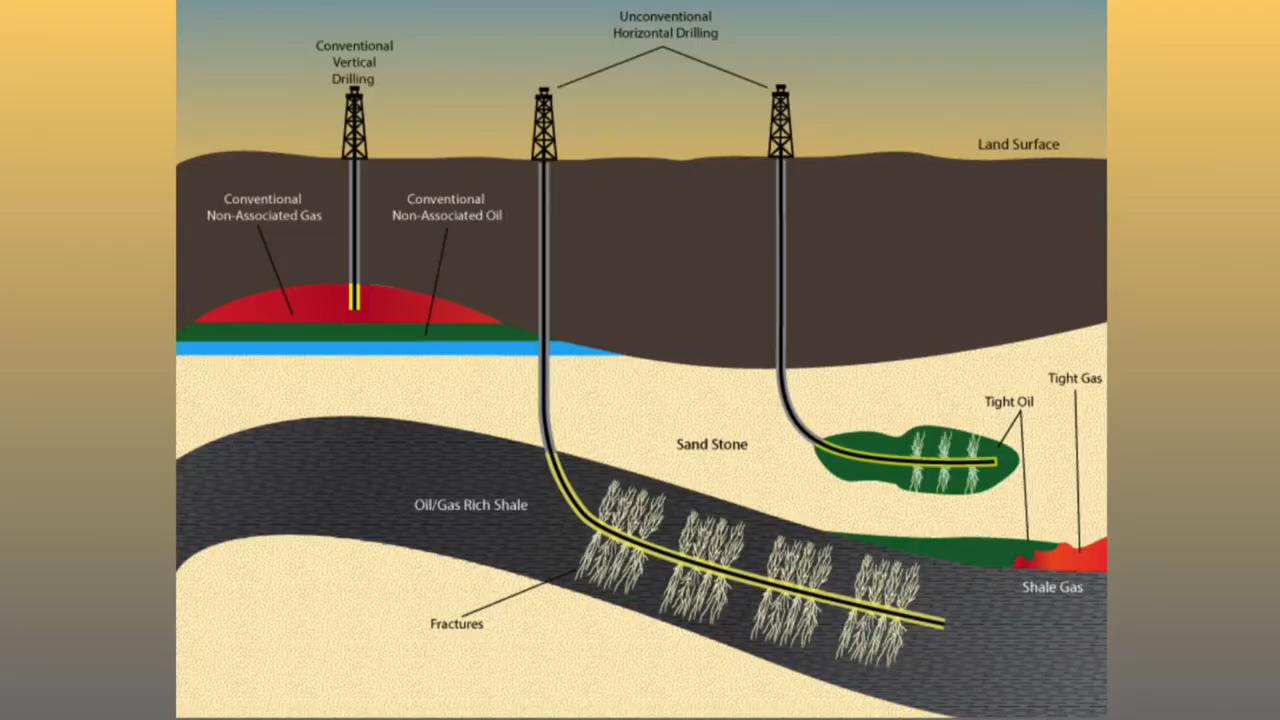 Unconventional
Horizontal Drilling
Conventional
Vertical
Drilling
Land Surface
Conventional
Non-Associated Gas
Conventional
Non-Associated Oil
Tight Gas
Tight Oil
Sand Stone
Oil/Gas Rich Shale
Shale Gas
Fractures